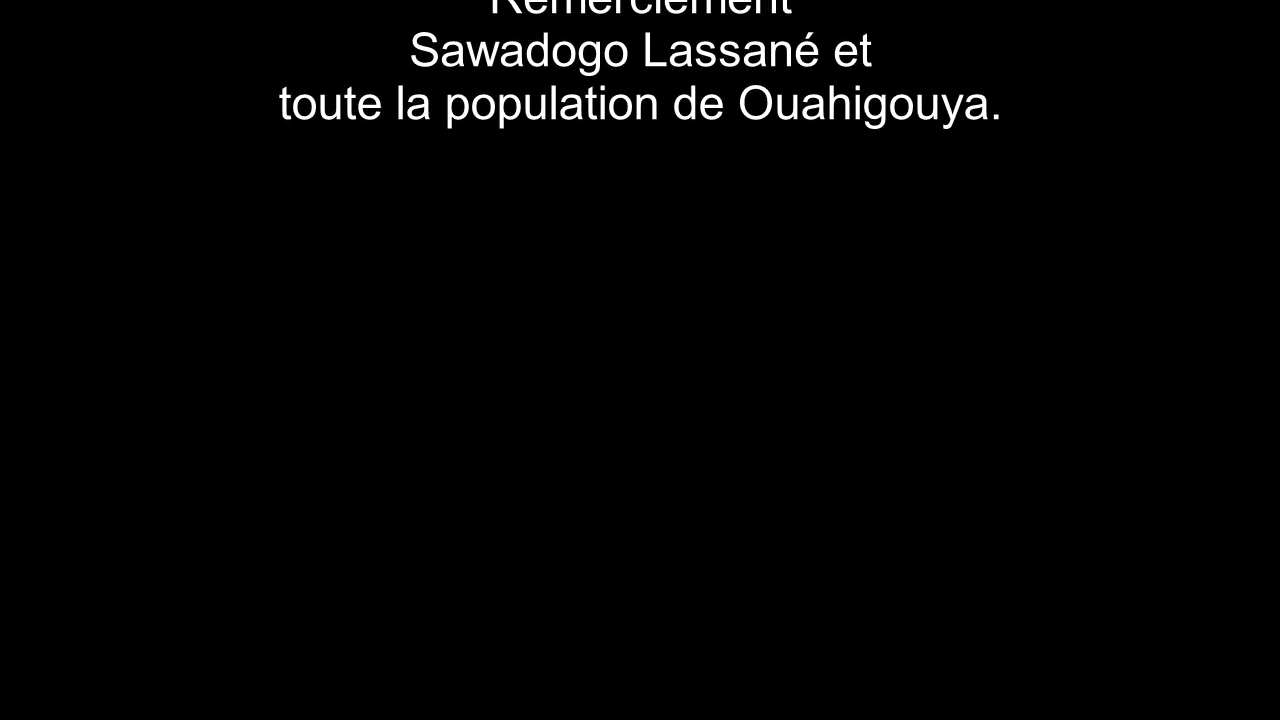 Remerciement
Sawadogo Lassané et
toute la population de Ouahigouya.